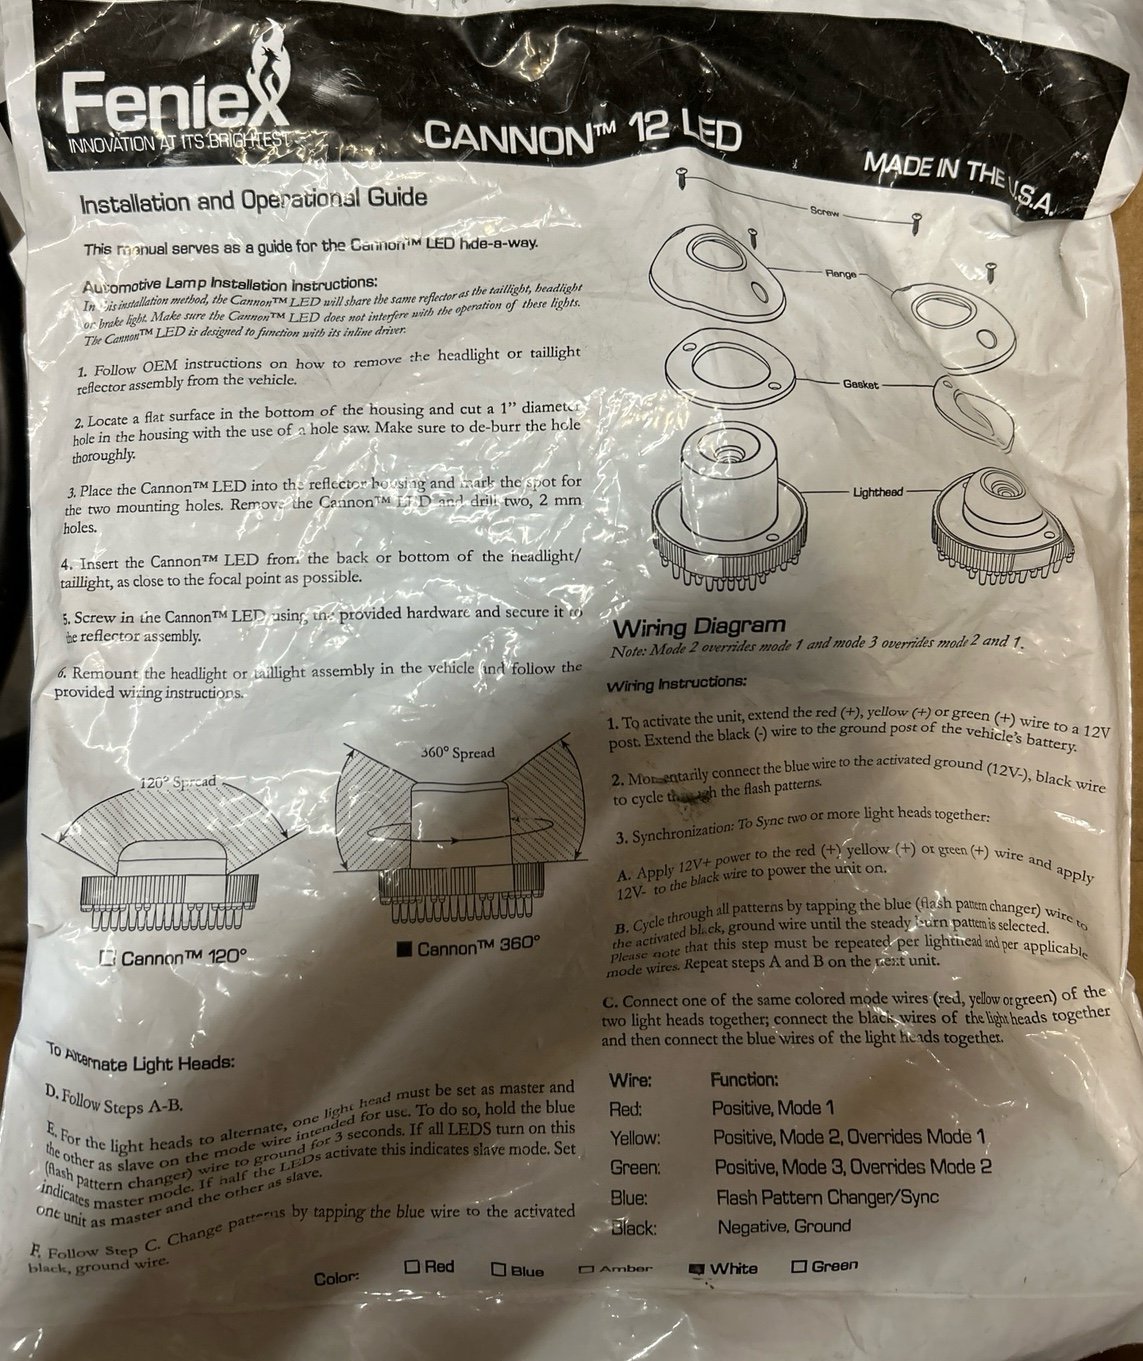 Feniex
INNOVATION AT ITS BRIGHTEST
CANNON™ 12 LED
MADE IN THE U.S.A.
Installation and Operational Guide
This manual serves as a guide for the Cannon™ LED hide-a-way.
Automotive Lamp Installation Instructions:
In this installation method, the Cannon™ LED will share the same reflector as the taillight, headlight
or brake light. Make sure the Cannon™ LED does not interfere with the operation of these lights.
The Cannon™ LED is designed to function with its inline driver.
1. Follow OEM instructions on how to remove the headlight or taillight
reflector assembly from the vehicle.
2. Locate a flat surface in the bottom of the housing and cut a 1” diameter
hole in the housing with the use of a hole saw. Make sure to de-burr the hole
thoroughly.
3. Place the Cannon™ LED into the reflector housing and mark the spot for
the two mounting holes. Remove the Cannon™ LED and drill two, 2 mm
holes.
4. Insert the Cannon™ LED from the back or bottom of the headlight/
taillight, as close to the focal point as possible.
5. Screw in the Cannon™ LED using the provided hardware and secure it to
the reflector assembly.
6. Remount the headlight or taillight assembly in the vehicle and follow the
provided wiring instructions.
120° Spread
360° Spread
Cannon™ 120°
Cannon™ 360°
To Alternate Light Heads:
D. Follow Steps A-B.
E. For the light heads to alternate, one light head must be set as master and
the other as slave on the mode wire intended for use. To do so, hold the blue
(flash pattern changer) wire to ground for 3 seconds. If all LEDS turn on this
indicates master mode. If half the LEDs activate this indicates slave mode. Set
one unit as master and the other as slave.
F. Follow Step C. Change patterns by tapping the blue wire to the activated
black, ground wire.
Screw
Flange
Gasket
Lighthead
Wiring Diagram
Note: Mode 2 overrides mode 1 and mode 3 overrides mode 2 and 1.
Wiring Instructions:
1. To activate the unit, extend the red (+), yellow (+) or green (+) wire to a 12V
post. Extend the black (-) wire to the ground post of the vehicle's battery.
2. Momentarily connect the blue wire to the activated ground (12V-), black wire
to cycle through the flash patterns.
3. Synchronization: To Sync two or more light heads together:
A. Apply 12V+ power to the red (+) yellow (+) or green (+) wire and apply
12V- to the black wire to power the unit on.
B. Cycle through all patterns by tapping the blue (flash pattern changer) wire to
the activated black, ground wire until the steady burn pattern is selected.
Please note that this step must be repeated per lighthead and per applicable
mode wires. Repeat steps A and B on the next unit.
C. Connect one of the same colored mode wires (red, yellow or green) of the
two light heads together; connect the black wires of the light heads together
and then connect the blue wires of the light heads together.
Wire: Function:
Red: Positive, Mode 1
Yellow: Positive, Mode 2, Overrides Mode 1
Green: Positive, Mode 3, Overrides Mode 2
Blue: Flash Pattern Changer/Sync
Black: Negative, Ground
Color: Red Blue Amber White Green